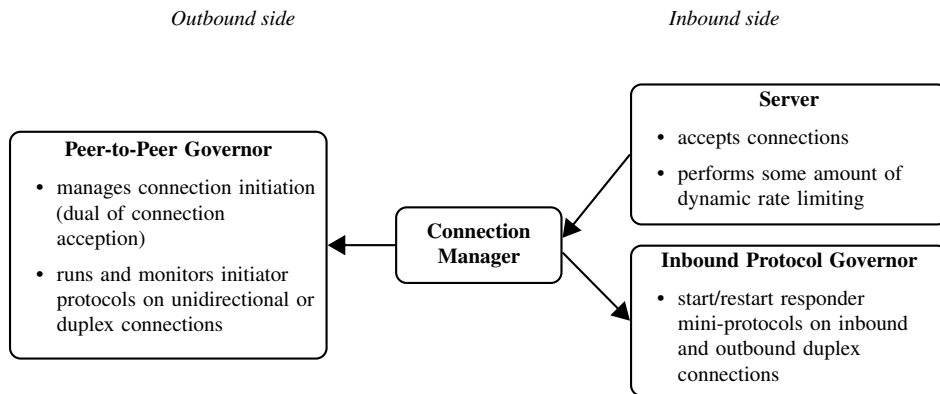 Outbound side
Inbound side
Peer-to-Peer Governor
• manages connection initiation
(dual of connection
acception)
• runs and monitors initiator
protocols on unidirectional or
duplex connections
Connection
Manager
Server
• accepts connections
• performs some amount of
dynamic rate limiting
Inbound Protocol Governor
• start/restart responder
mini-protocols on inbound
and outbound duplex
connections